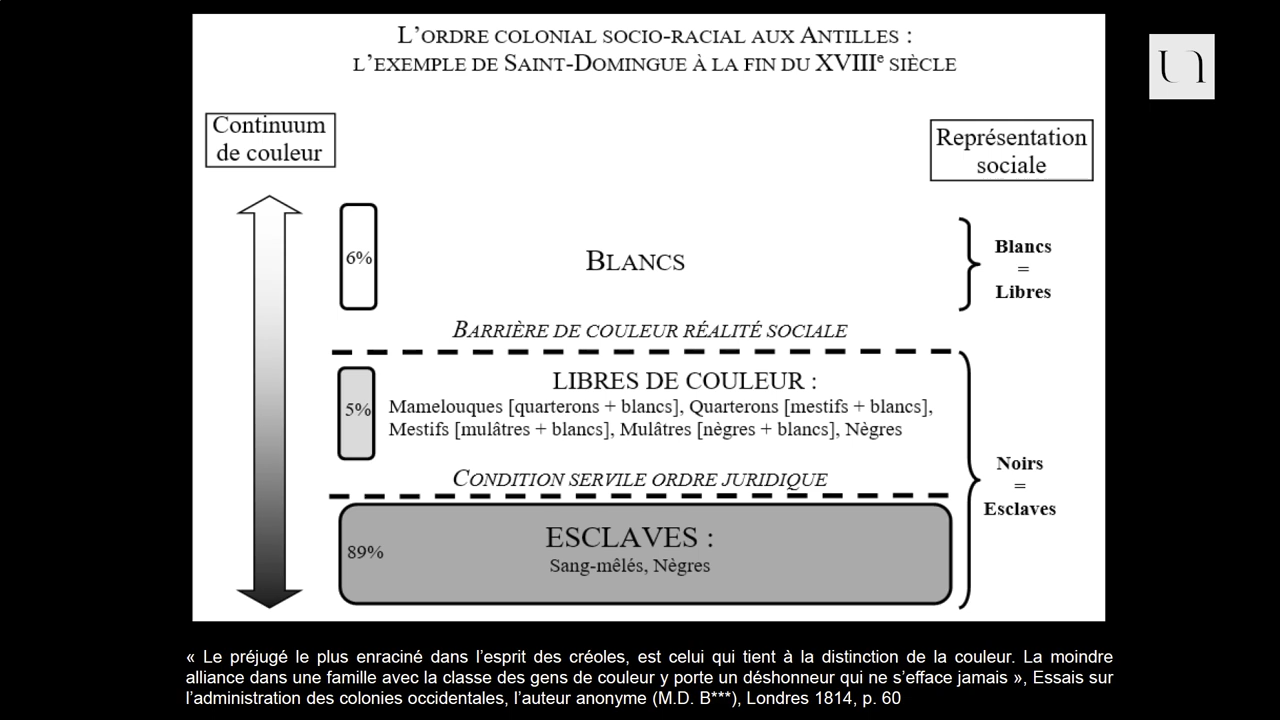 L'ORDRE COLONIAL SOCIO-RACIAL AUX ANTILLES :
L'EXEMPLE DE SAINT-DOMINGUE À LA FIN DU XVIIIe SIÈCLE
Continuum
de couleur
Représentation
sociale
6%
BLANCS
Blancs
=
Libres
BARRIÈRE DE COULEUR RÉALITÉ SOCIALE
LIBRES DE COULEUR :
5%
Mamelouques [quarterons + blancs], Quarterons [mestifs + blancs],
Mestifs [mulâtres + blancs], Mulâtres [nègres + blancs], Nègres
CONDITION SERVILE ORDRE JURIDIQUE
Noirs
=
Esclaves
89%
ESCLAVES :
Sang-mêlés, Nègres
« Le préjugé le plus enraciné dans l'esprit des créoles, est celui qui tient à la distinction de la couleur. La moindre
alliance dans une famille avec la classe des gens de couleur y porte un déshonneur qui ne s'efface jamais », Essais sur
l'administration des colonies occidentales, l'auteur anonyme (M.D. B***), Londres 1814, p. 60